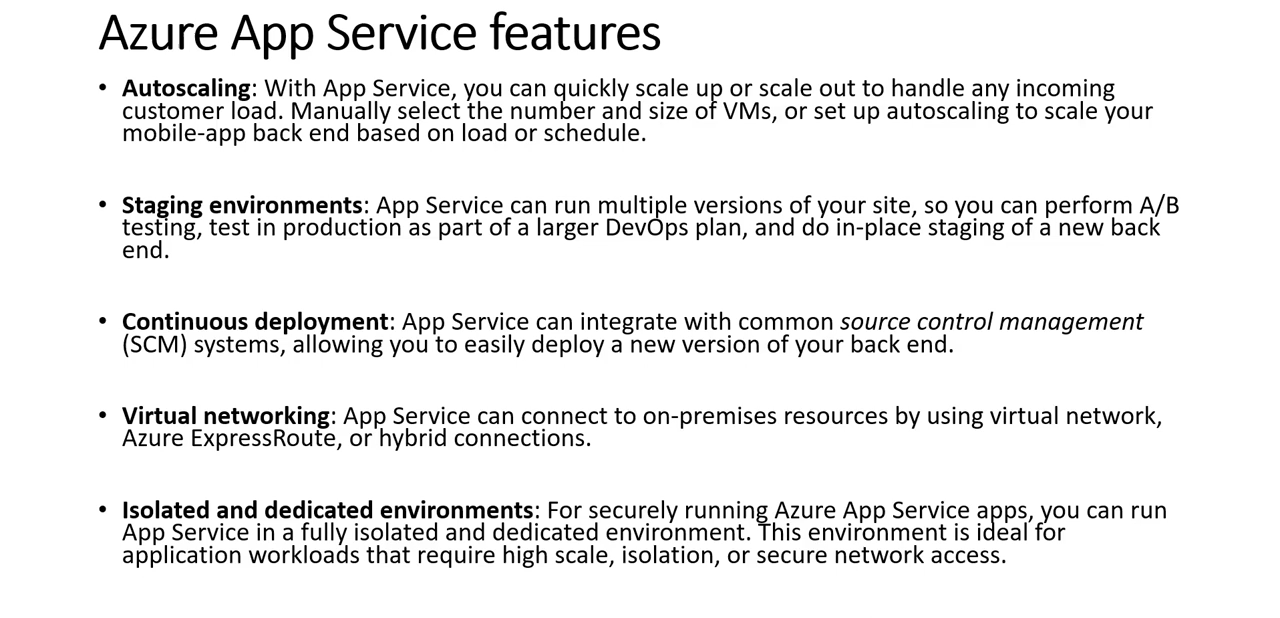 Azure App Service features
• Autoscaling: With App Service, you can quickly scale up or scale out to handle any incoming
customer load. Manually select the number and size of VMs, or set up autoscaling to scale your
mobile-app back end based on load or schedule.
• Staging environments: App Service can run multiple versions of your site, so you can perform A/B
testing, test in production as part of a larger DevOps plan, and do in-place staging of a new back
end.
• Continuous deployment: App Service can integrate with common source control management
(SCM) systems, allowing you to easily deploy a new version of your back end.
• Virtual networking: App Service can connect to on-premises resources by using virtual network,
Azure ExpressRoute, or hybrid connections.
• Isolated and dedicated environments: For securely running Azure App Service apps, you can run
App Service in a fully isolated and dedicated environment. This environment is ideal for
application workloads that require high scale, isolation, or secure network access.